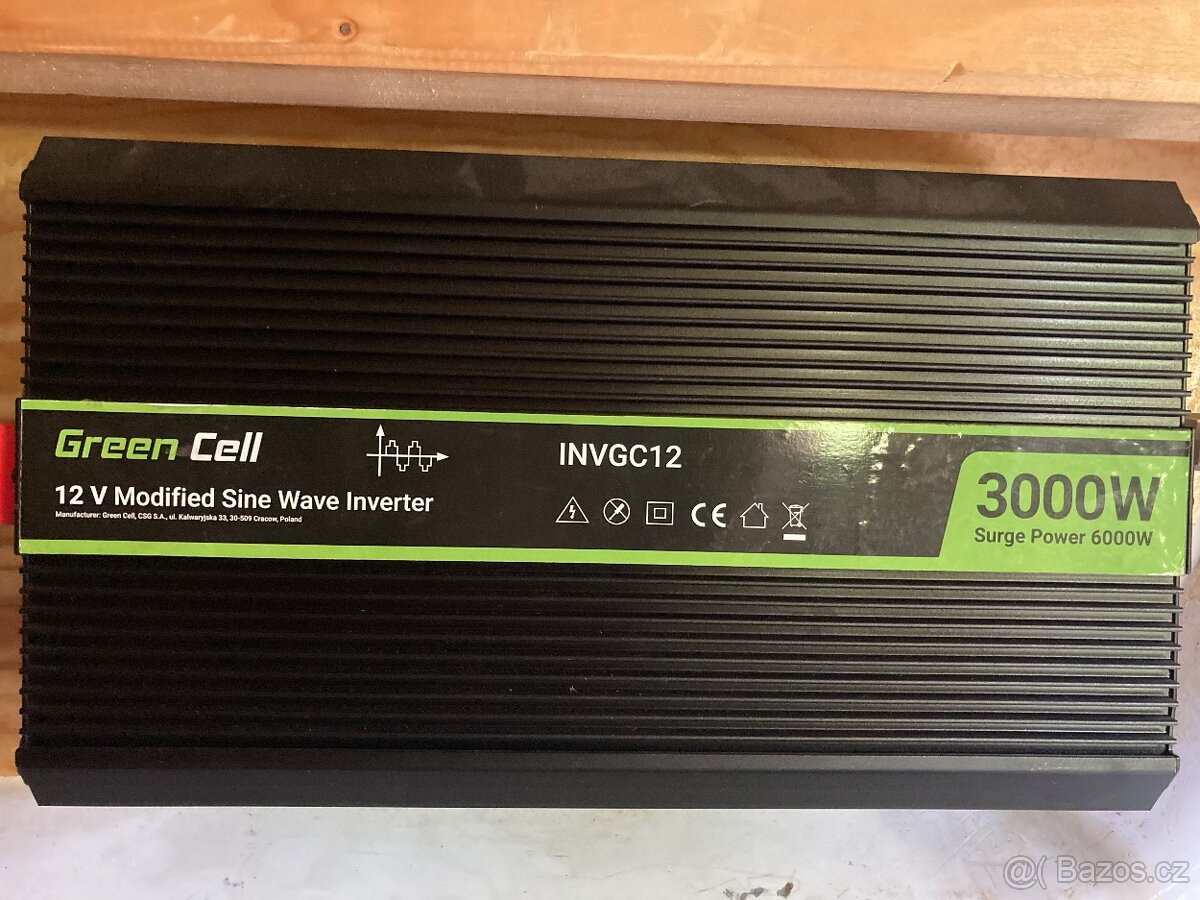 Green Cell
12 V Modified Sine Wave Inverter
Manufacturer: Green Cell, CSG S.A., ul. Kalwaryjska 33, 30-509 Cracow, Poland
INVGC12
CE
3000W
Surge Power 6000W
@( Bazos.cz